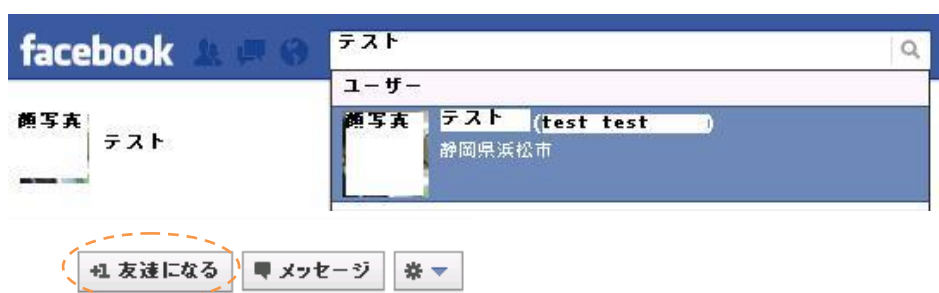 facebook
テスト
ユーザー
顔写真
テスト
顔写真
テスト (test test )
静岡県浜松市
+1 友達になる
メッセージ